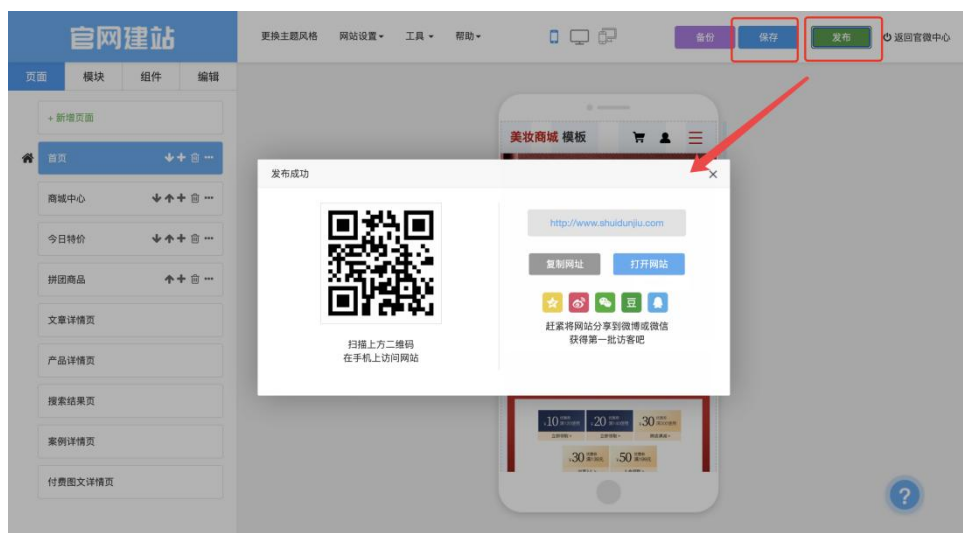 官网建站
更换主题风格 网站设置 工具 帮助
备份 保存 发布 返回官微中心
页面 模块 组件 编辑
+ 新增页面
首页
商城中心
今日特价
拼团商品
文章详情页
产品详情页
搜索结果页
案例详情页
付费图文详情页
美妆商城 模板
发布成功
扫描上方二维码
在手机上访问网站
http://www.shuidunjiu.com
复制网址 打开网站
豆
赶紧将网站分享到微博或微信
获得第一批访客吧
10 20 30
30 50
?